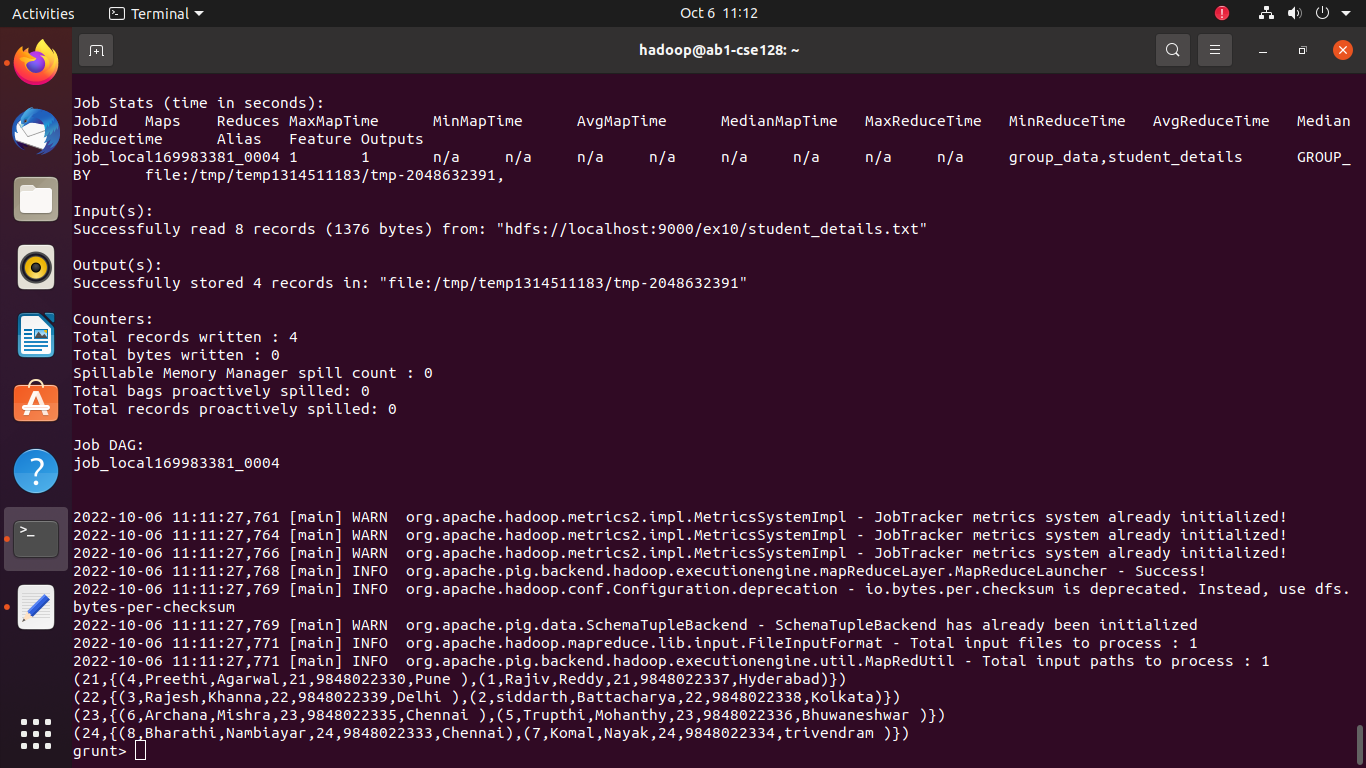 Activities Terminal Oct 6 11:12
hadoop@ab1-cse128: ~
Job Stats (time in seconds):
JobId Maps Reduces MaxMapTime MinMapTime AvgMapTime MedianMapTime MaxReduceTime MinReduceTime AvgReduceTime Median
Reducetime Alias Feature Outputs
job_local169983381_0004 1 1 n/a n/a n/a n/a n/a n/a n/a n/a group_data,student_details GROUP_
BY file:/tmp/temp1314511183/tmp-2048632391,
Input(s):
Successfully read 8 records (1376 bytes) from: "hdfs://localhost:9000/ex10/student_details.txt"
Output(s):
Successfully stored 4 records in: "file:/tmp/temp1314511183/tmp-2048632391"
Counters:
Total records written : 4
Total bytes written : 0
Spillable Memory Manager spill count : 0
Total bags proactively spilled: 0
Total records proactively spilled: 0
Job DAG:
job_local169983381_0004
2022-10-06 11:11:27,761 [main] WARN  org.apache.hadoop.metrics2.impl.MetricsSystemImpl - JobTracker metrics system already initialized!
2022-10-06 11:11:27,764 [main] WARN  org.apache.hadoop.metrics2.impl.MetricsSystemImpl - JobTracker metrics system already initialized!
2022-10-06 11:11:27,766 [main] WARN  org.apache.hadoop.metrics2.impl.MetricsSystemImpl - JobTracker metrics system already initialized!
2022-10-06 11:11:27,768 [main] INFO  org.apache.pig.backend.hadoop.executionengine.mapReduceLayer.MapReduceLauncher - Success!
2022-10-06 11:11:27,769 [main] INFO  org.apache.hadoop.conf.Configuration.deprecation - io.bytes.per.checksum is deprecated. Instead, use dfs.
bytes-per-checksum
2022-10-06 11:11:27,769 [main] WARN  org.apache.pig.data.SchemaTupleBackend - SchemaTupleBackend has already been initialized
2022-10-06 11:11:27,771 [main] INFO  org.apache.hadoop.mapreduce.lib.input.FileInputFormat - Total input files to process : 1
2022-10-06 11:11:27,771 [main] INFO  org.apache.pig.backend.hadoop.executionengine.util.MapRedUtil - Total input paths to process : 1
(21,{(4,Preethi,Agarwal,21,9848022330,Pune ),(1,Rajiv,Reddy,21,9848022337,Hyderabad)})
(22,{(3,Rajesh,Khanna,22,9848022339,Delhi ),(2,siddarth,Battacharya,22,9848022338,Kolkata)})
(23,{(6,Archana,Mishra,23,9848022335,Chennai ),(5,Trupthi,Mohanthy,23,9848022336,Bhuwaneshwar )})
(24,{(8,Bharathi,Nambiayar,24,9848022333,Chennai),(7,Komal,Nayak,24,9848022334,trivendram )})
grunt>